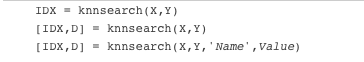 IDX = knnsearch(X,Y)
[IDX,D] = knnsearch(X,Y)
[IDX,D] = knnsearch(X,Y,'Name',Value)